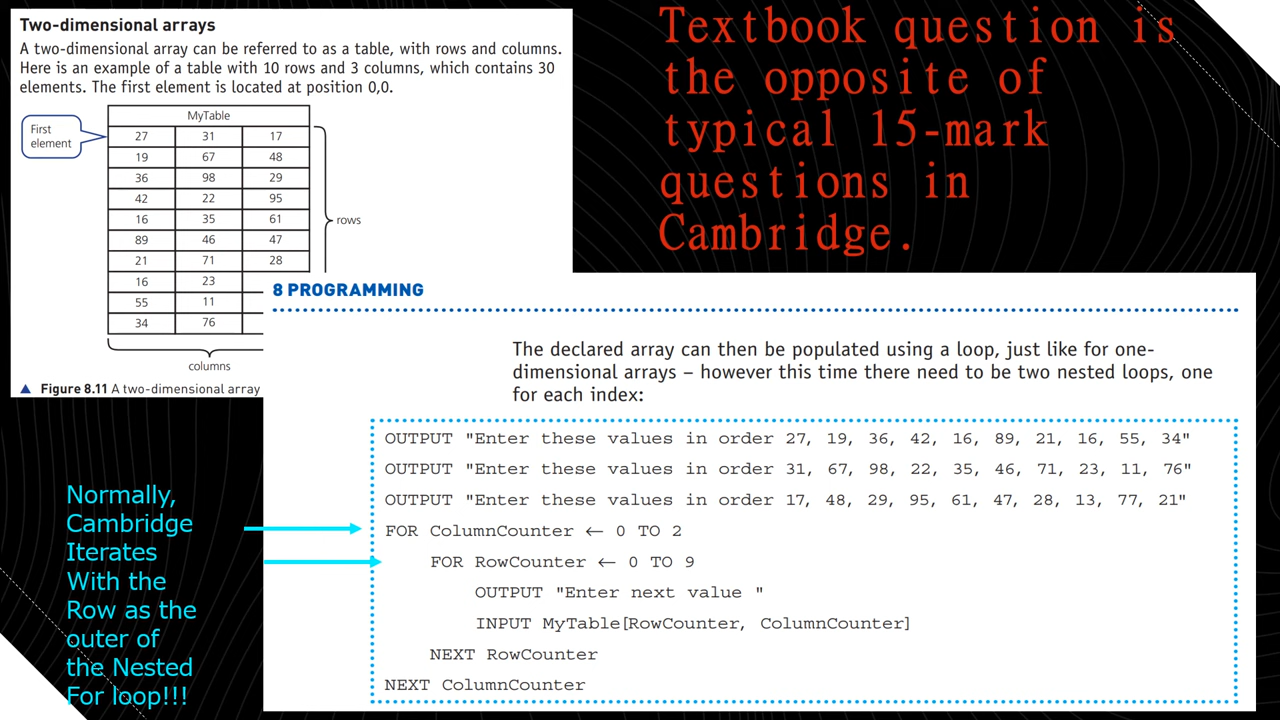 Two-dimensional arrays
A two-dimensional array can be referred to as a table, with rows and columns.
Here is an example of a table with 10 rows and 3 columns, which contains 30
elements. The first element is located at position 0,0.
First
element
MyTable
27 31 17
19 67 48
36 98 29
42 22 95
16 35 61
89 46 47
21 71 28
16 23
55 11
34 76
rows
columns
▲ Figure 8.11 A two-dimensional array
Textbook question is
the opposite of
typical 15-mark
questions in
Cambridge.
8 PROGRAMMING
The declared array can then be populated using a loop, just like for one-
dimensional arrays – however this time there need to be two nested loops, one
for each index:
OUTPUT "Enter these values in order 27, 19, 36, 42, 16, 89, 21, 16, 55, 34"
OUTPUT "Enter these values in order 31, 67, 98, 22, 35, 46, 71, 23, 11, 76"
OUTPUT "Enter these values in order 17, 48, 29, 95, 61, 47, 28, 13, 77, 21"
FOR ColumnCounter ← 0 TO 2
FOR RowCounter ← 0 TO 9
OUTPUT "Enter next value "
INPUT MyTable[RowCounter, ColumnCounter]
NEXT RowCounter
NEXT ColumnCounter
Normally,
Cambridge
Iterates
With the
Row as the
outer of
the Nested
For loop!!!